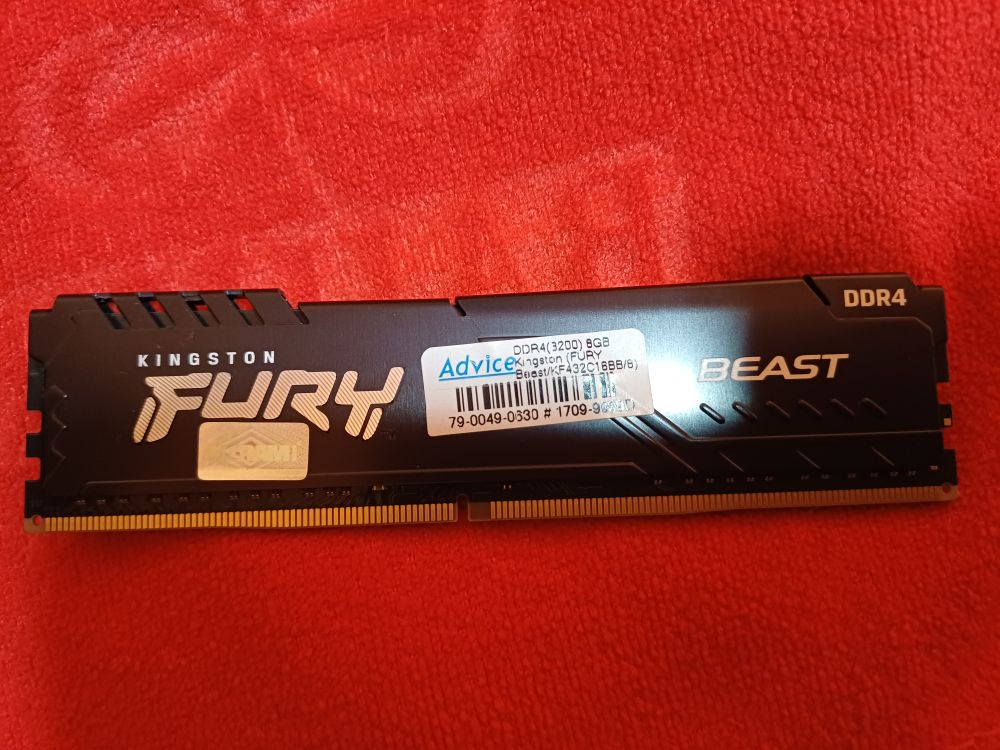 DDR4
KINGSTON
FURY
BEAST
Advice
DDR4(3200) 8GB
Kingston (FURY
Beast/KF432C16BB/8)
79-0049-0630 # 1709-